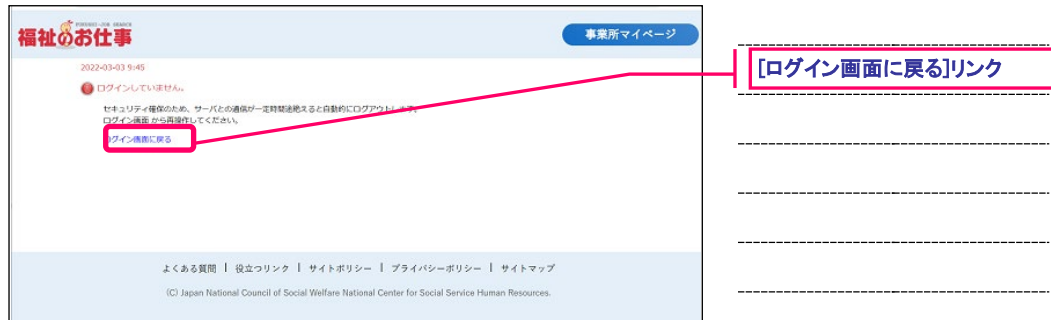 福祉のお仕事
事業所マイページ
2022-03-03 9:45
ログインしていません。
セキュリティ確保のため、サーバとの通信が一定時間途絶えると自動的にログアウトします。
ログイン画面 から再操作してください。
ログイン画面に戻る
[ログイン画面に戻る]リンク
よくある質問 | 役立つリンク | サイトポリシー | プライバシーポリシー | サイトマップ
(C) Japan National Council of Social Welfare National Center for Social Service Human Resources.